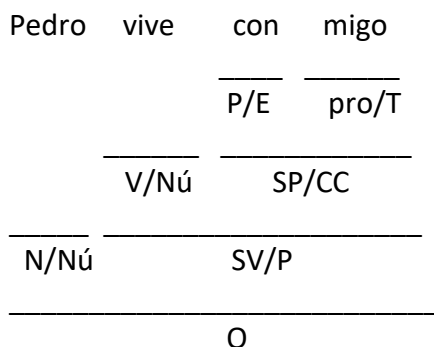 Pedro vive con migo
P/E pro/T
V/Nú SP/CC
N/Nú SV/P
O